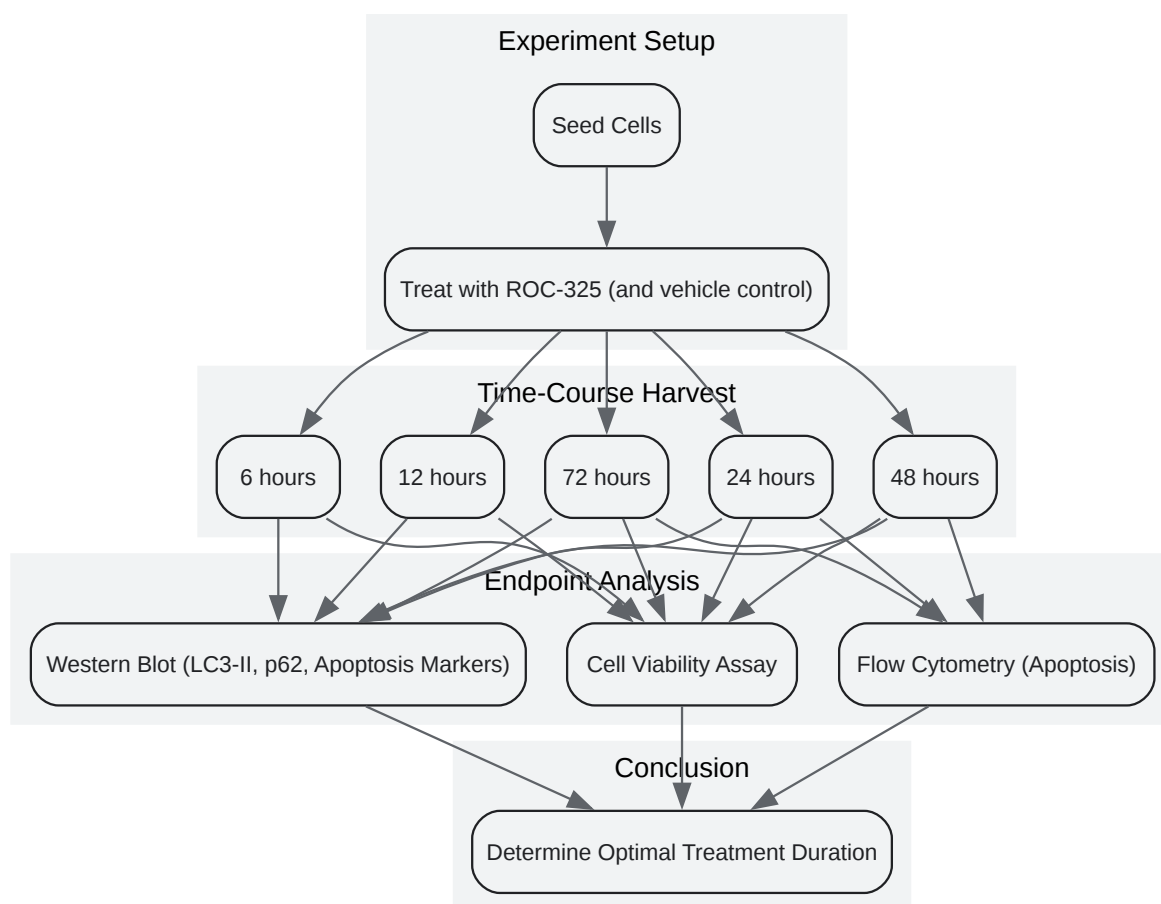 Experiment Setup
Seed Cells
Treat with ROC-325 (and vehicle control)
Time-Course Harvest
6 hours
12 hours
72 hours
24 hours
48 hours
Endpoint Analysis
Western Blot (LC3-II, p62, Apoptosis Markers)
Cell Viability Assay
Flow Cytometry (Apoptosis)
Conclusion
Determine Optimal Treatment Duration